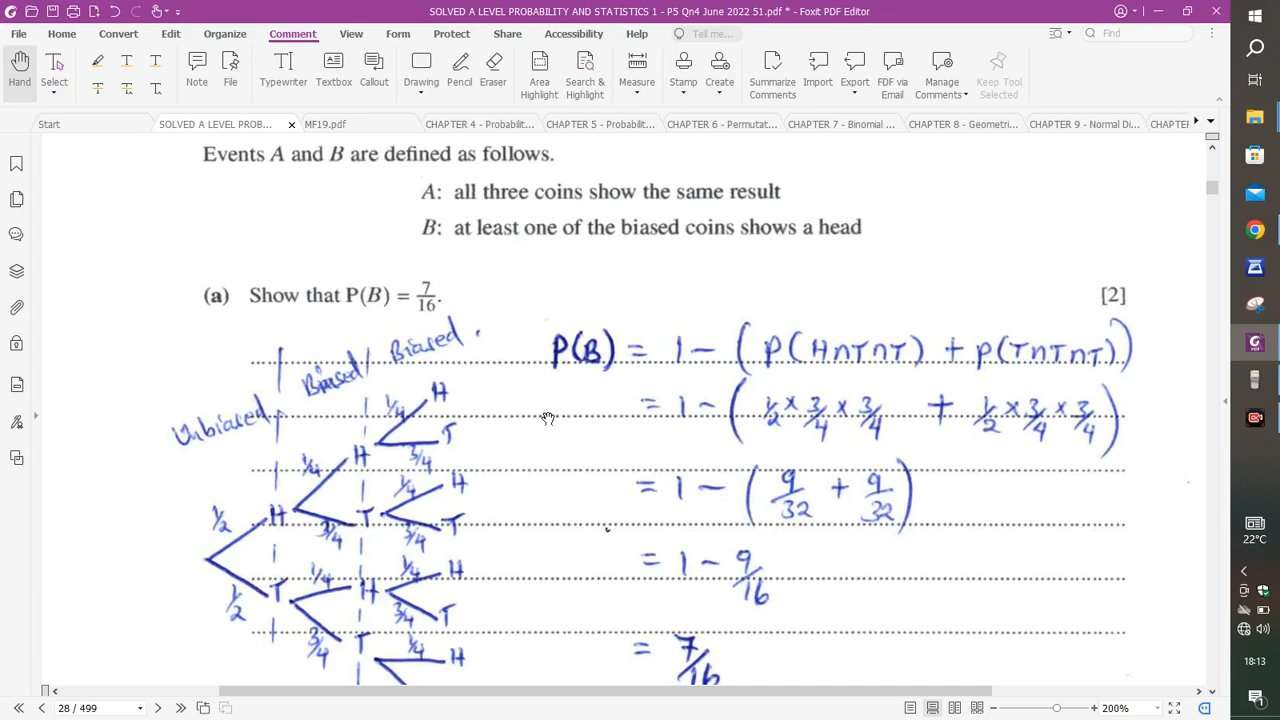 SOLVED A LEVEL PROBABILITY AND STATISTICS 1 - P5 Qn4 June 2022 51.pdf * - Foxit PDF Editor
File Home Convert Edit Organize Comment View Form Protect Share Accessibility Help Tell me... Find
Hand Select Note File Typewriter Textbox Callout Drawing Pencil Eraser Area Highlight Search & Highlight Measure Stamp Create Summarize Comments Import Export FDF via Email Manage Comments Keep Tool Selected
Start SOLVED A LEVEL PROB... MF19.pdf CHAPTER 4 - Probabilit... CHAPTER 5 - Probabilit... CHAPTER 6 - Permutat... CHAPTER 7 - Binomial ... CHAPTER 8 - Geometri... CHAPTER 9 - Normal Di... CHAPTE
Events A and B are defined as follows.
A: all three coins show the same result
B: at least one of the biased coins shows a head
(a) Show that P(B) = 7/16. [2]
Unbiased Biased Biased
P(B) = 1 - (P(H∩T∩T) + P(T∩T∩T))
= 1 - (1/2 × 3/4 × 3/4 + 1/2 × 3/4 × 3/4)
= 1 - (9/32 + 9/32)
= 1 - 9/16
= 7/16
1/2 H 1/4 H 1/4 H
3/4 T
3/4 T 1/4 H
3/4 T
1/2 T 1/4 H 1/4 H
3/4 T
3/4 T 1/4 H
28 / 499 200%
22°C
18:13
1